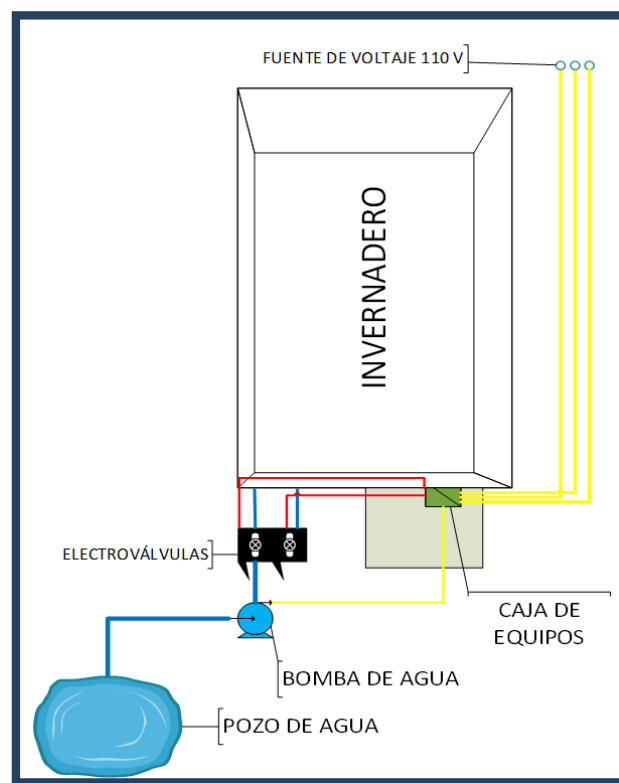 FUENTE DE VOLTAJE 110 V
INVERNADERO
ELECTROVÁLVULAS
CAJA DE
EQUIPOS
BOMBA DE AGUA
POZO DE AGUA